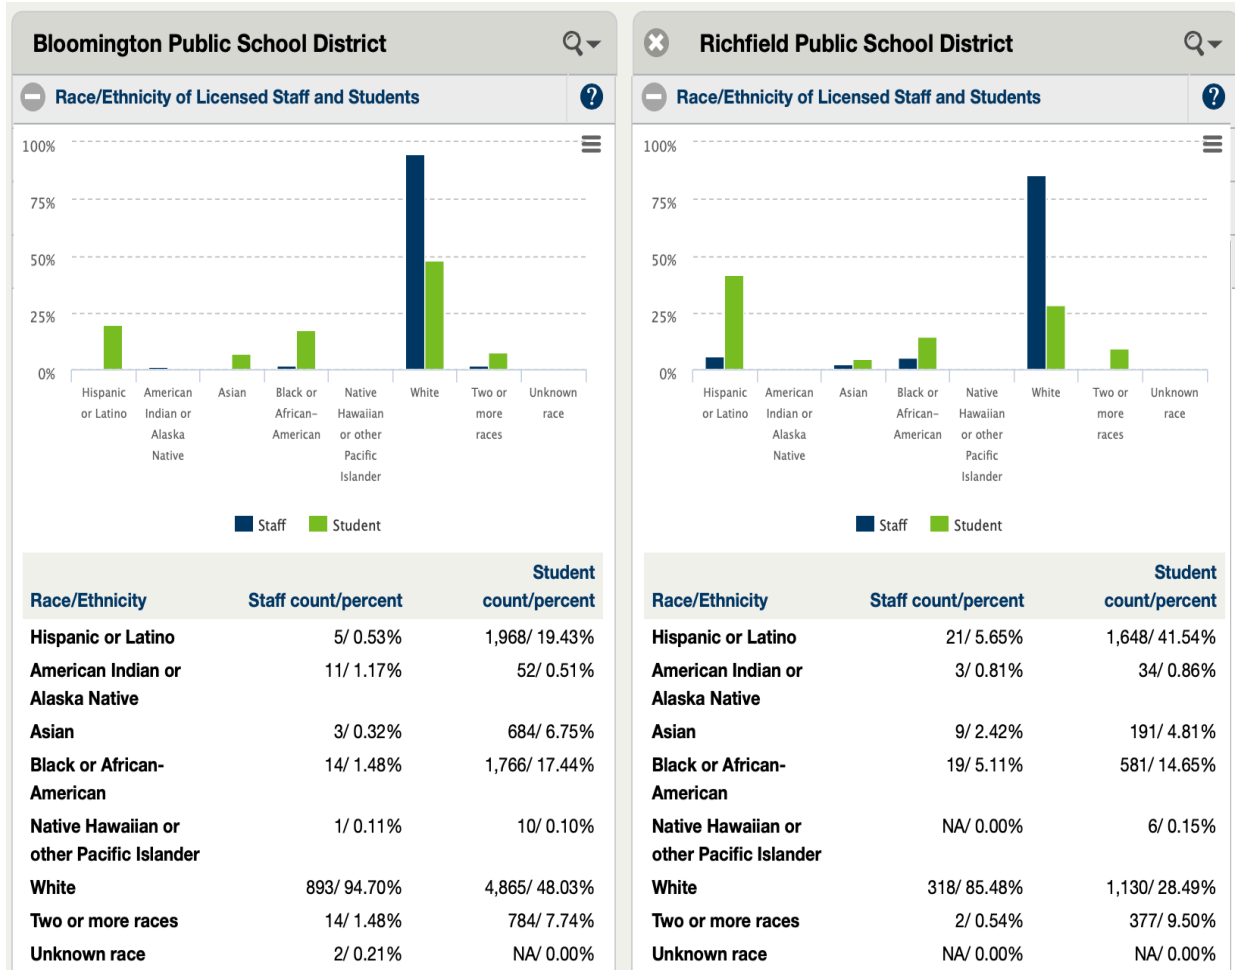 Bloomington Public School District
Race/Ethnicity of Licensed Staff and Students
?
100%
75%
50%
25%
0%
Hispanic or Latino
American Indian or Alaska Native
Asian
Black or African-American
Native Hawaiian or other Pacific Islander
White
Two or more races
Unknown race
Staff Student
Race/Ethnicity Staff count/percent Student count/percent
Hispanic or Latino 5/ 0.53% 1,968/ 19.43%
American Indian or 11/ 1.17% 52/ 0.51%
Alaska Native
Asian 3/ 0.32% 684/ 6.75%
Black or African- 14/ 1.48% 1,766/ 17.44%
American
Native Hawaiian or 1/ 0.11% 10/ 0.10%
other Pacific Islander
White 893/ 94.70% 4,865/ 48.03%
Two or more races 14/ 1.48% 784/ 7.74%
Unknown race 2/ 0.21% NA/ 0.00%
Richfield Public School District
Race/Ethnicity of Licensed Staff and Students
?
100%
75%
50%
25%
0%
Hispanic or Latino
American Indian or Alaska Native
Asian
Black or African-American
Native Hawaiian or other Pacific Islander
White
Two or more races
Unknown race
Staff Student
Race/Ethnicity Staff count/percent Student count/percent
Hispanic or Latino 21/ 5.65% 1,648/ 41.54%
American Indian or 3/ 0.81% 34/ 0.86%
Alaska Native
Asian 9/ 2.42% 191/ 4.81%
Black or African- 19/ 5.11% 581/ 14.65%
American
Native Hawaiian or NA/ 0.00% 6/ 0.15%
other Pacific Islander
White 318/ 85.48% 1,130/ 28.49%
Two or more races 2/ 0.54% 377/ 9.50%
Unknown race NA/ 0.00% NA/ 0.00%